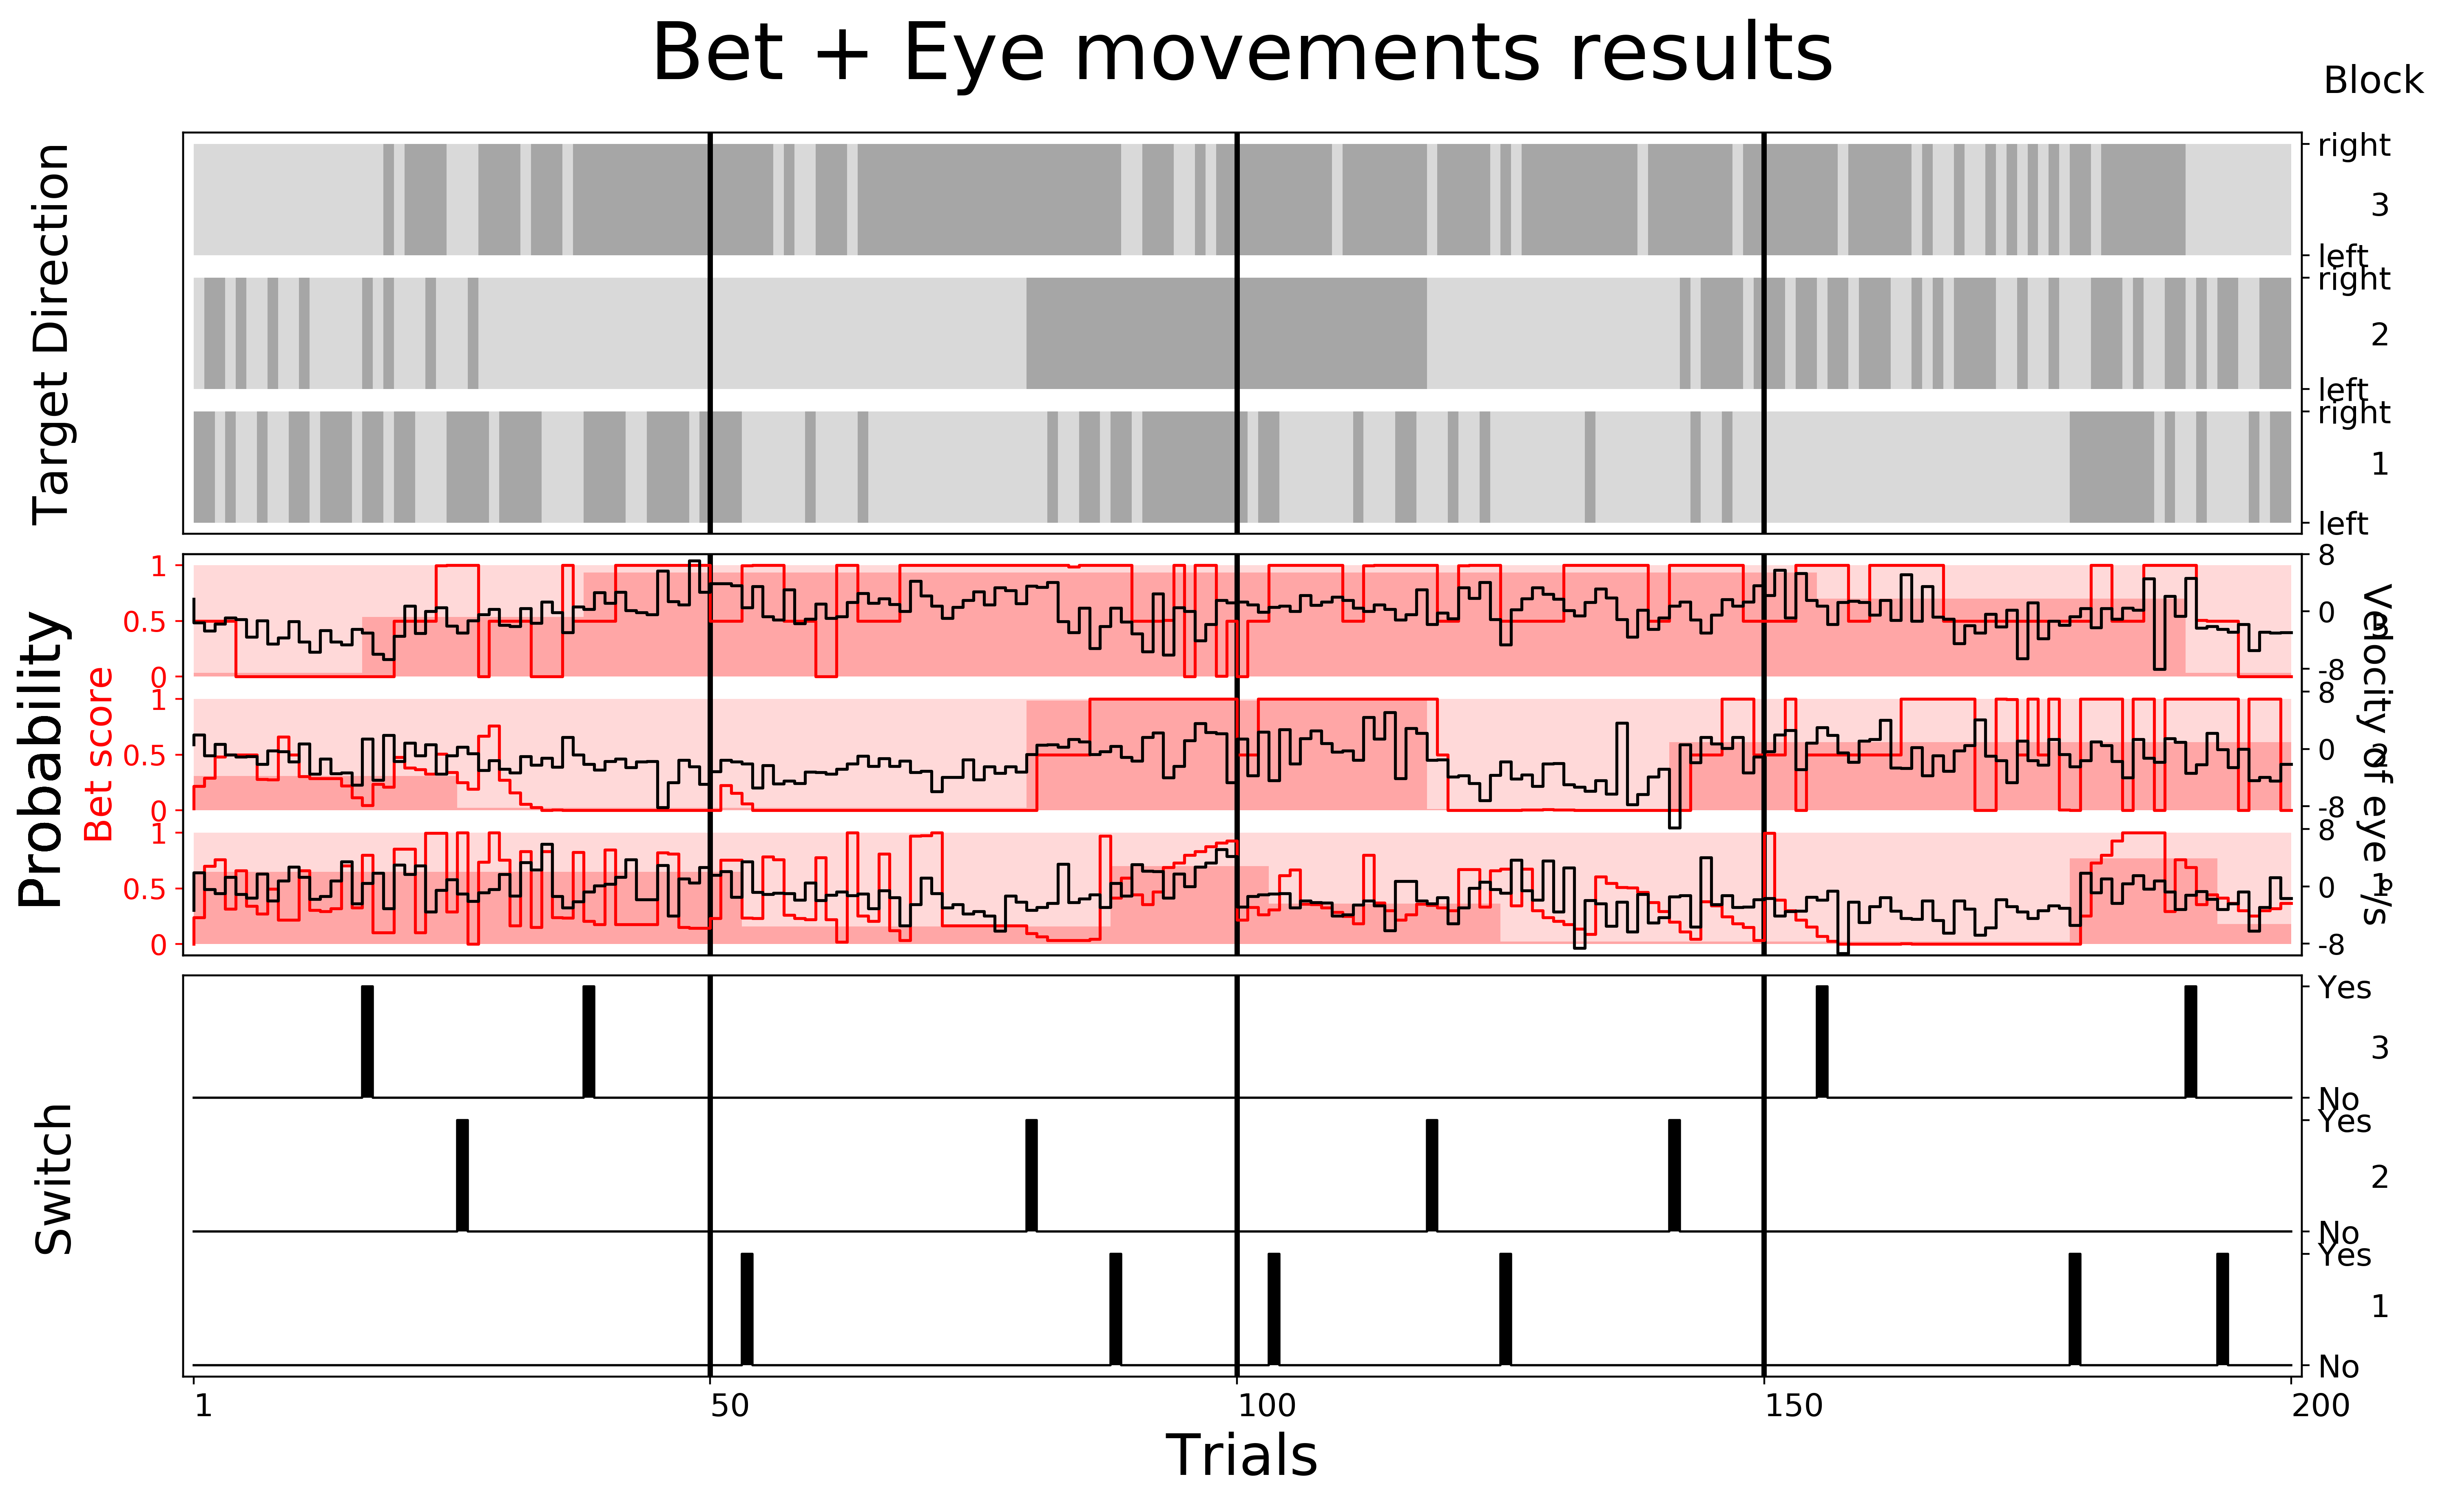 Bet + Eye movements results
Block
Target Direction
right
3
left
right
2
left
right
1
left
Probability
Bet score
1
0.5
0
1
0.5
0
1
0.5
0
8
0
-8
8
0
-8
8
0
-8
3
2
1
Velocity of eye °/s
Switch
Yes
3
No
Yes
2
No
Yes
1
No
1
50
100
150
200
Trials